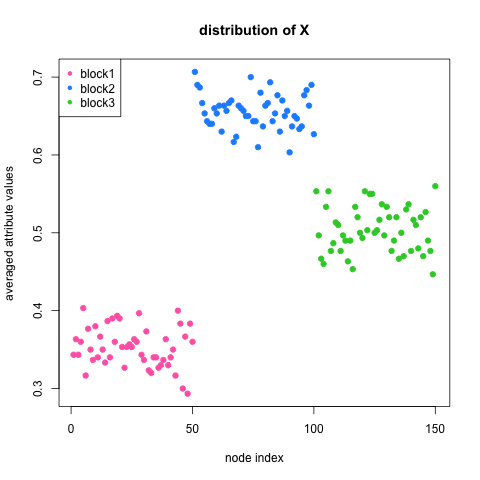 distribution of X
block1
block2
block3
averaged attribute values
0.7
0.6
0.5
0.4
0.3
0 50 100 150
node index